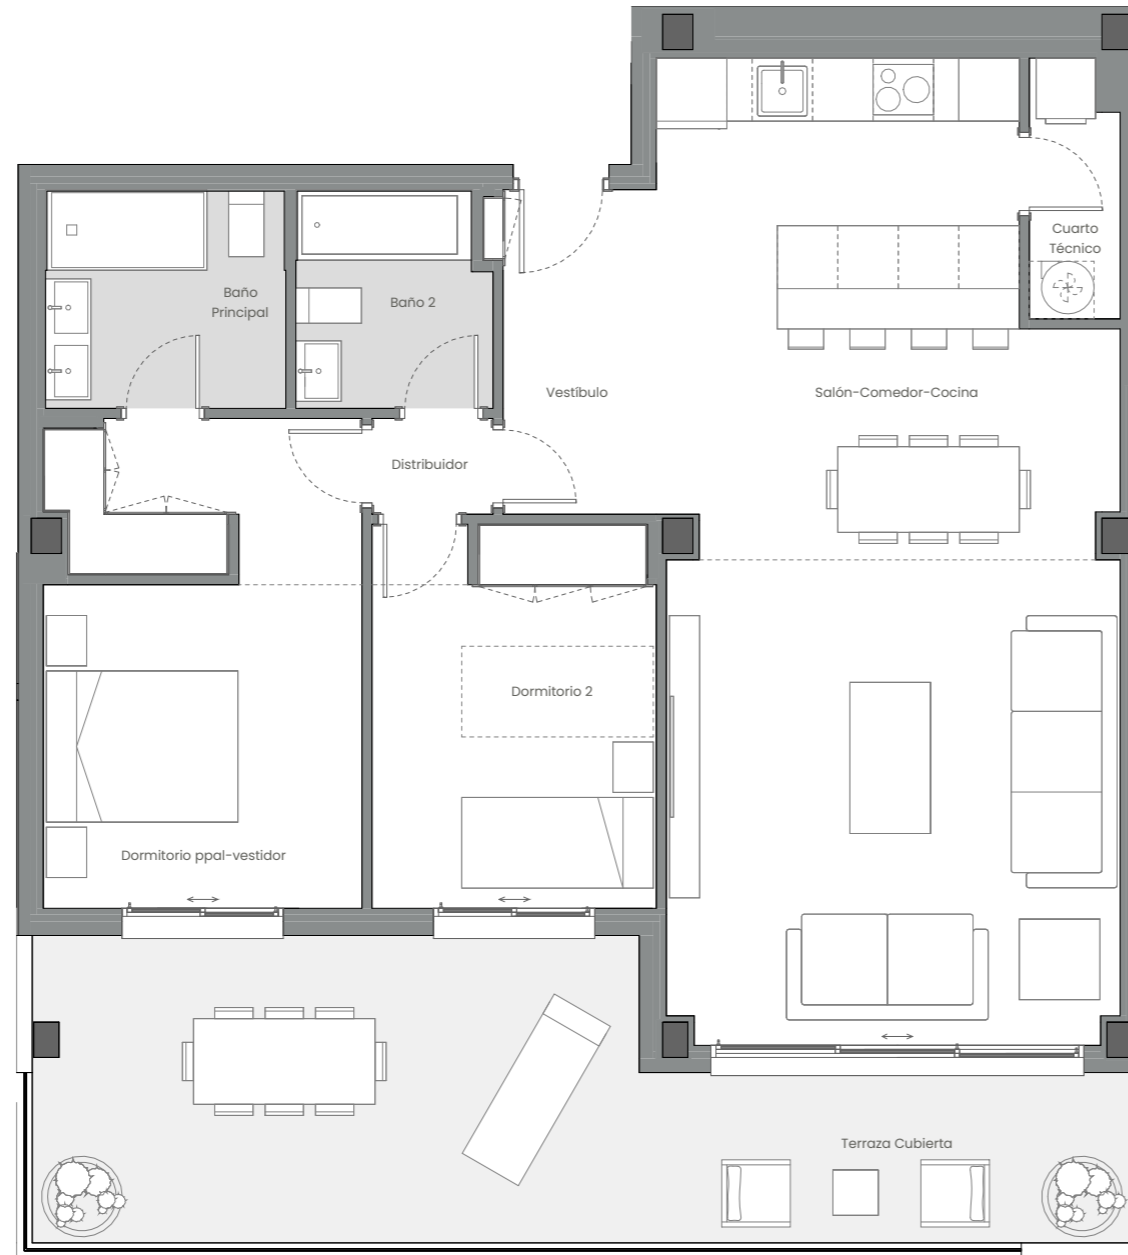 Cuarto
Técnico
Baño
Principal
Baño 2
Vestíbulo
Salón-Comedor-Cocina
Distribuidor
Dormitorio 2
Dormitorio ppal-vestidor
Terraza Cubierta